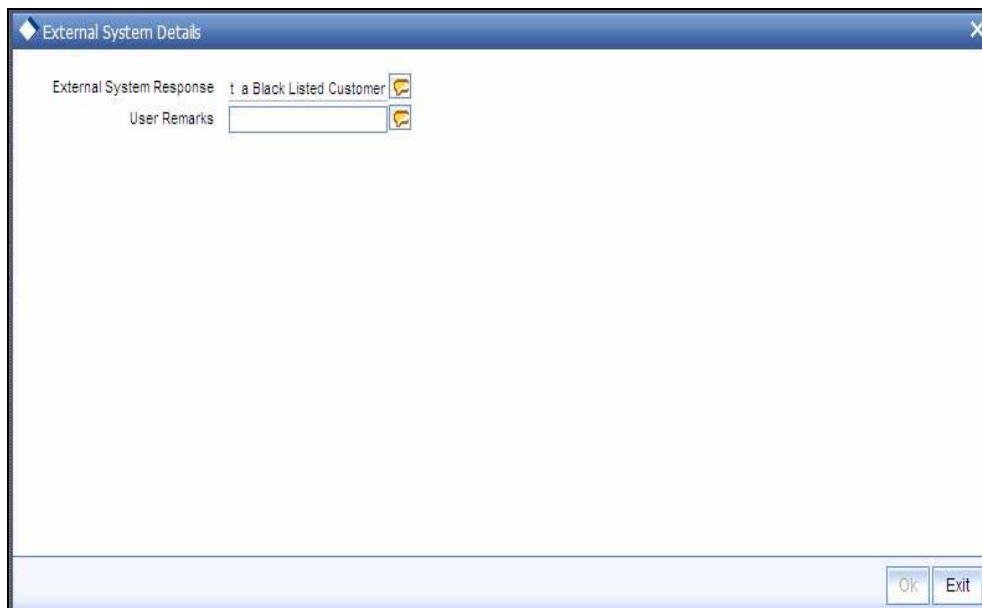 External System Details
External System Response t a Black Listed Customer
User Remarks
Ok Exit